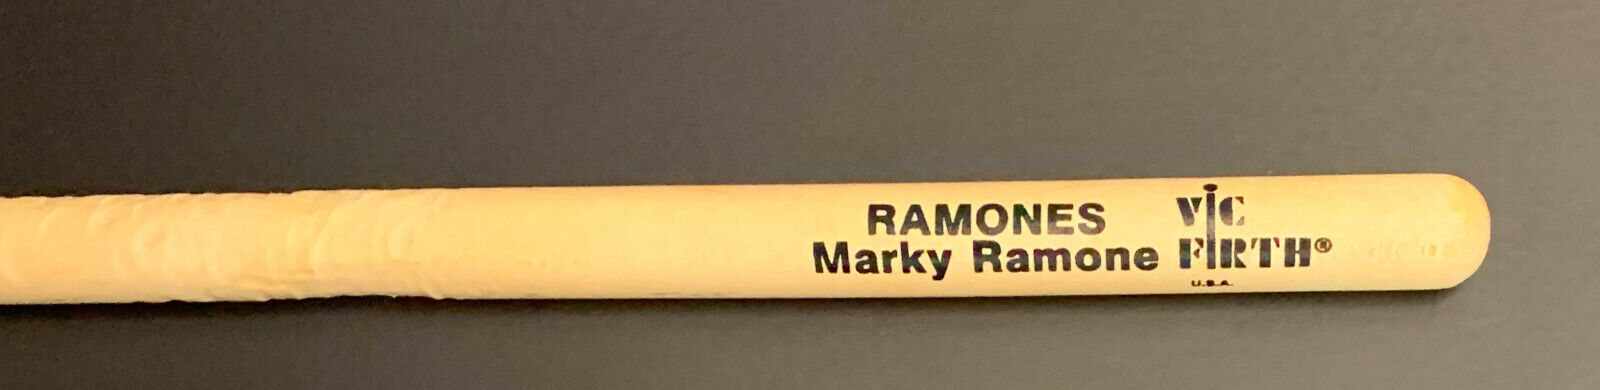 RAMONES
Marky Ramone
VIC
FIRTH®
U.S.A.